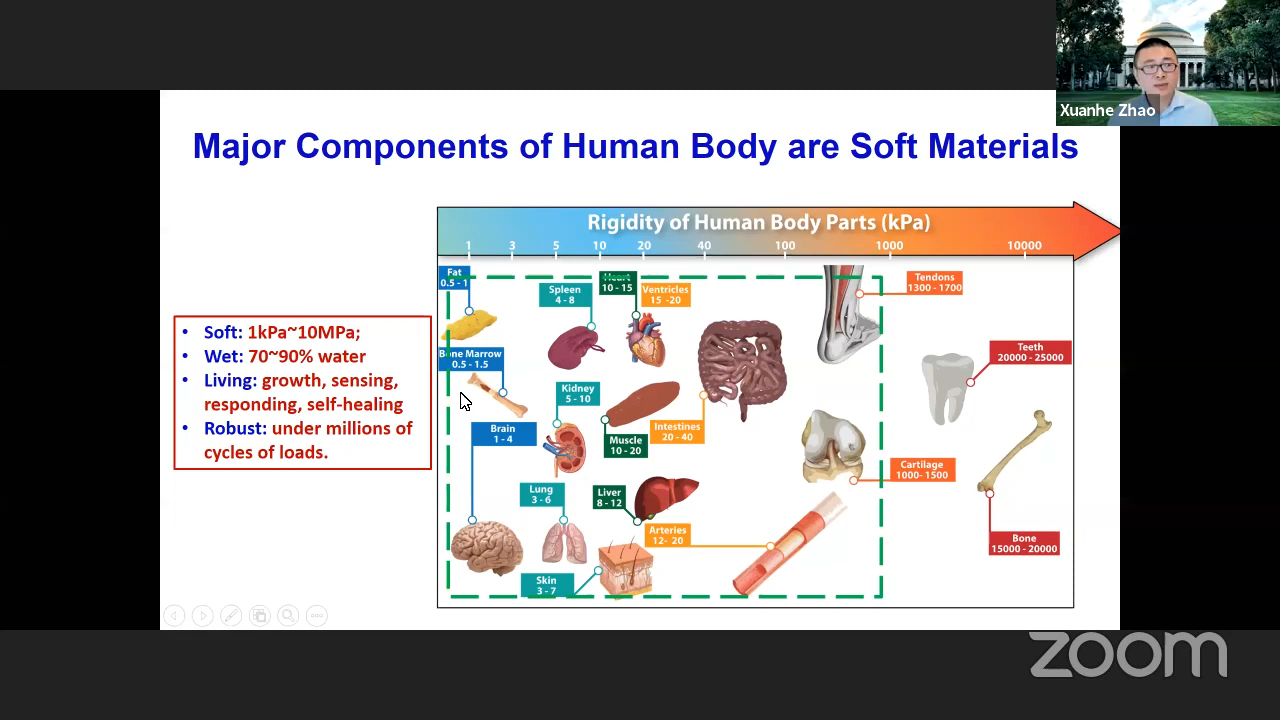 Xuanhe Zhao
Major Components of Human Body are Soft Materials
Rigidity of Human Body Parts (kPa)
1 3 5 10 20 40 100 1000 10000
Fat
0.5 - 1
Spleen
4 - 8
Heart
10 - 15
Ventricles
15 -20
Tendons
1300 - 1700
• Soft: 1kPa~10MPa;
• Wet: 70~90% water
• Living: growth, sensing,
responding, self-healing
• Robust: under millions of
cycles of loads.
Bone Marrow
0.5 - 1.5
Teeth
20000 - 25000
Kidney
5 - 10
Brain
1 - 4
Muscle
10 - 20
Intestines
20 - 40
Cartilage
1000- 1500
Lung
3 - 6
Liver
8 - 12
Arteries
12- 20
Bone
15000 - 20000
Skin
3 - 7
zoom